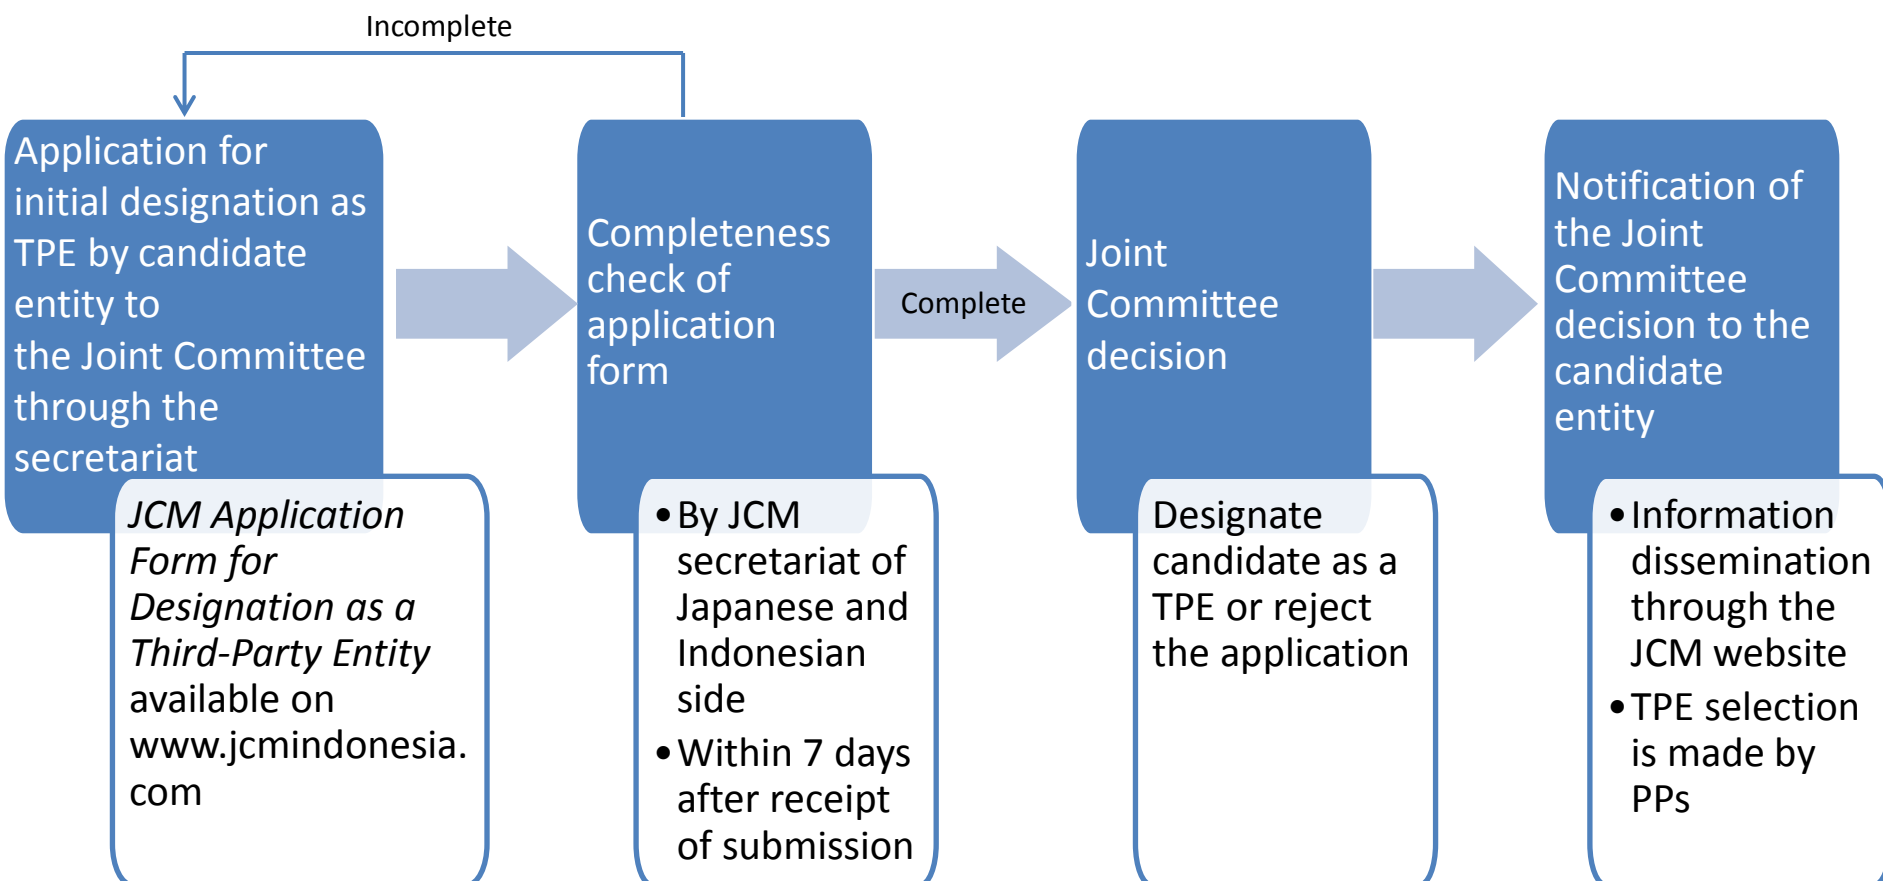 Incomplete
Application for
initial designation as
TPE by candidate
entity to
the Joint Committee
through the
secretariat
JCM Application
Form for
Designation as a
Third-Party Entity
available on
www.jcmindonesia.
com
Completeness
check of
application
form
•By JCM
secretariat of
Japanese and
Indonesian
side
•Within 7 days
after receipt
of submission
Complete
Joint
Committee
decision
Designate
candidate as a
TPE or reject
the application
Notification of
the Joint
Committee
decision to the
candidate
entity
•Information
dissemination
through the
JCM website
•TPE selection
is made by
PPs